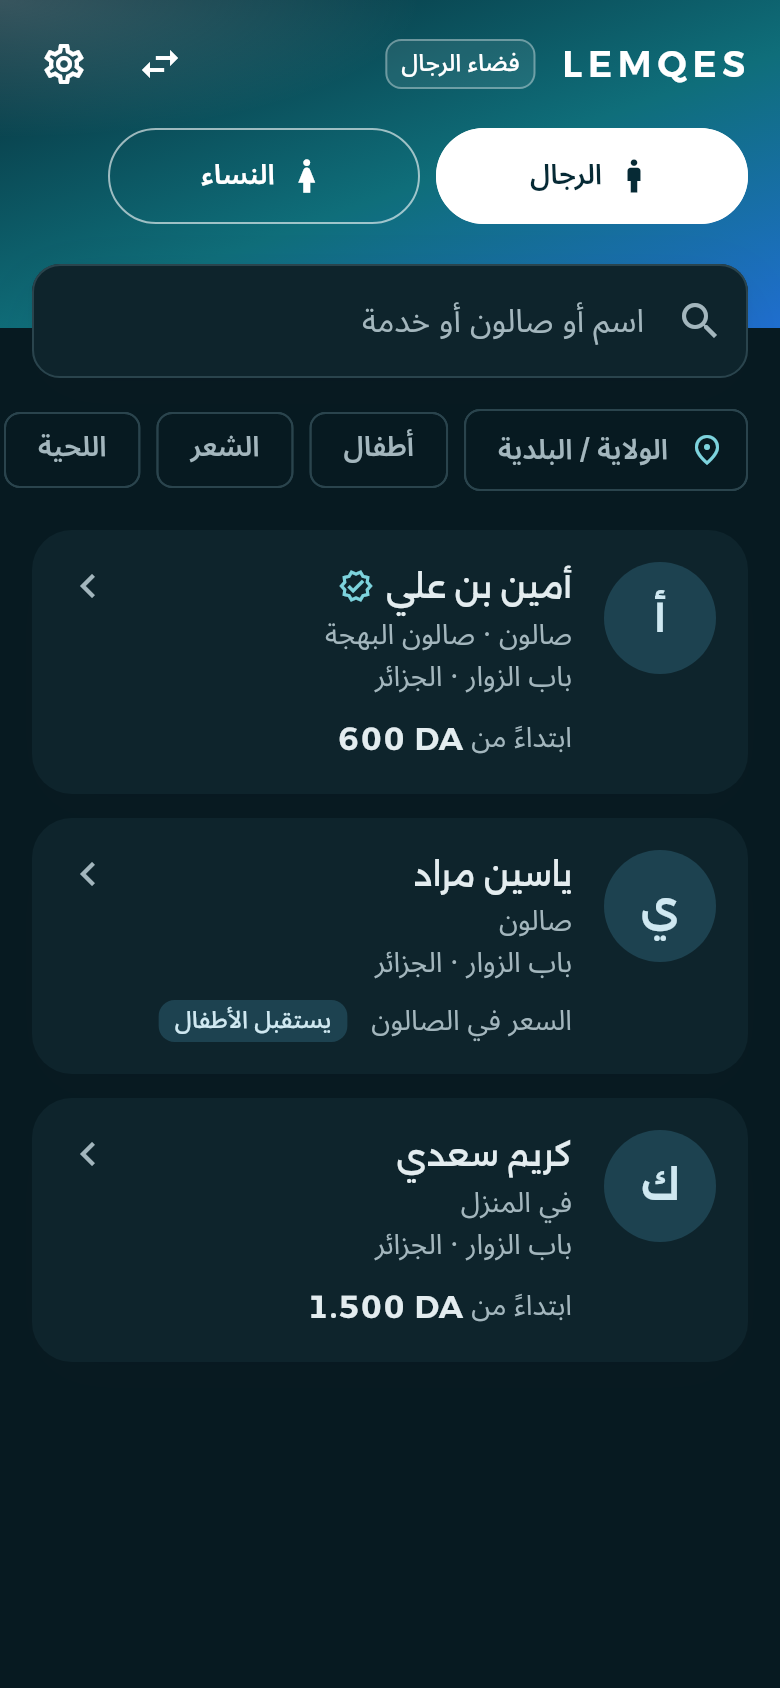 LEMQES فضاء الرجال
الرجال النساء
اسم أو صالون أو خدمة
الولاية / البلدية أطفال الشعر اللحية
أ
أمين بن علي
صالون · صالون البهجة
باب الزوار · الجزائر
ابتداءً من 600 DA
ي
ياسين مراد
صالون
باب الزوار · الجزائر
السعر في الصالون يستقبل الأطفال
ك
كريم سعدي
في المنزل
باب الزوار · الجزائر
ابتداءً من 1.500 DA